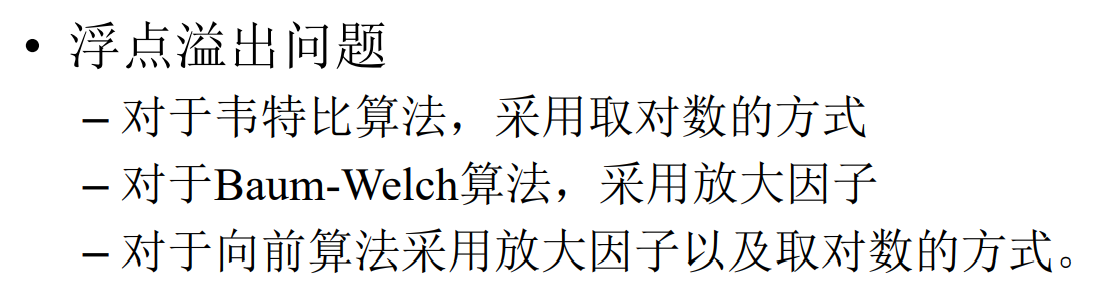 • 浮点溢出问题
– 对于韦特比算法，采用取对数的方式
– 对于Baum-Welch算法，采用放大因子
– 对于向前算法采用放大因子以及取对数的方式。